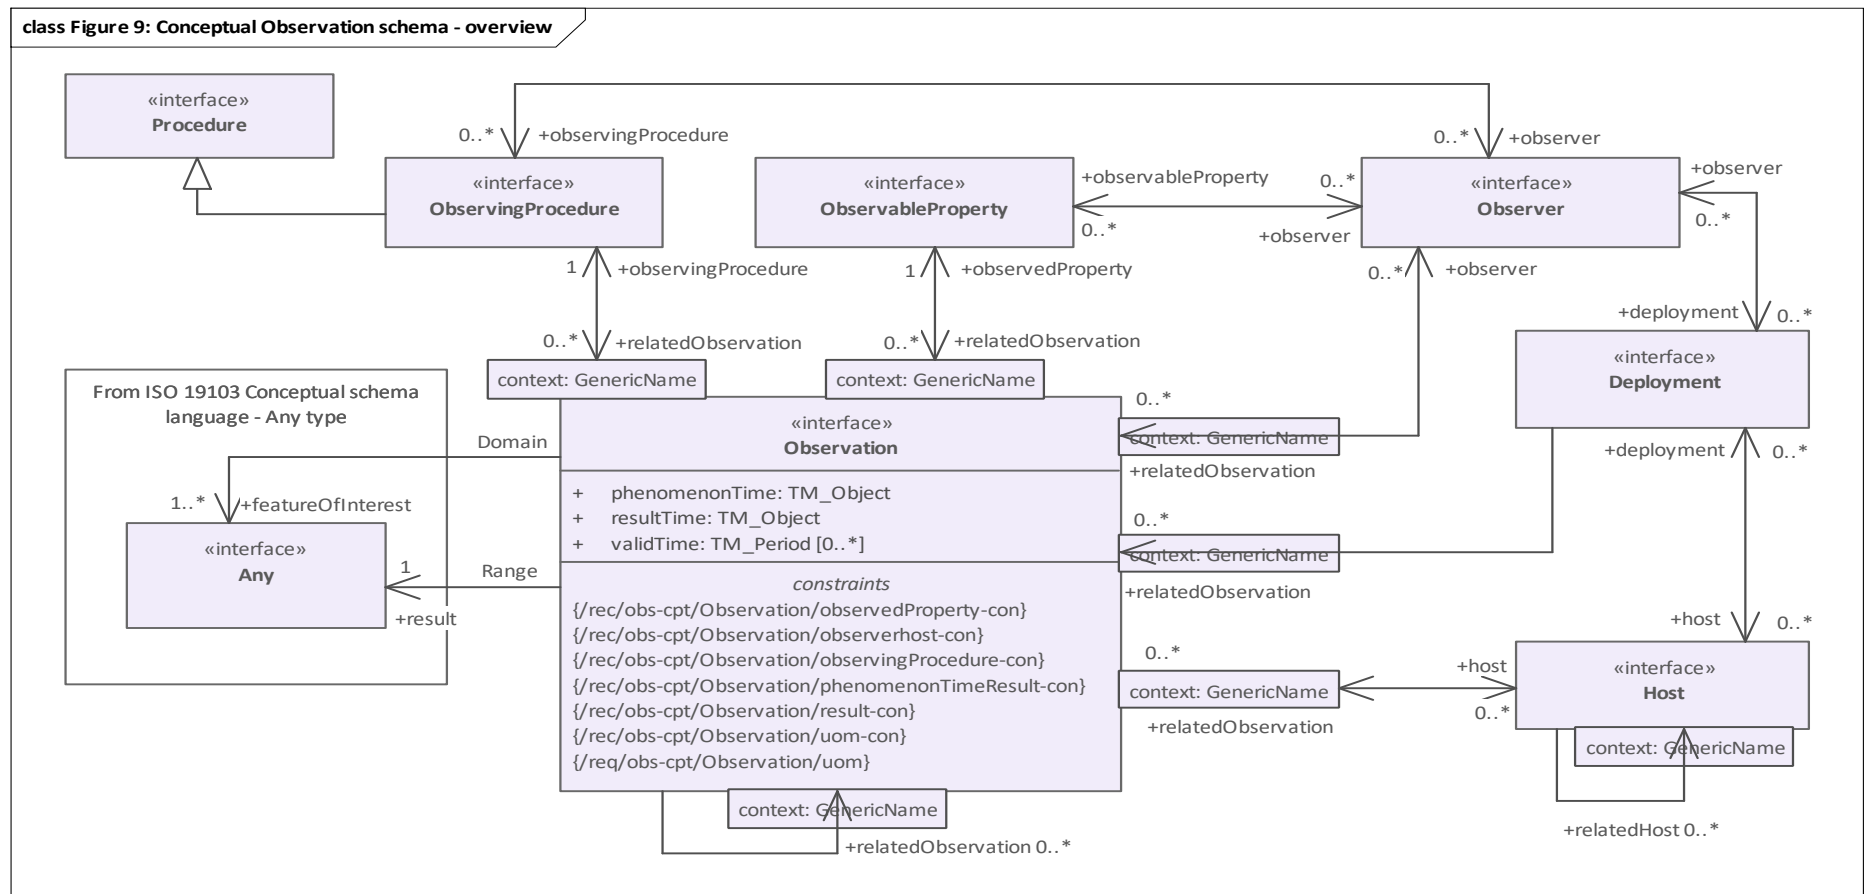 class Figure 9: Conceptual Observation schema - overview
«interface»
Procedure
0..* +observingProcedure
0..* +observer
«interface»
ObservingProcedure
«interface»
ObservableProperty
+observableProperty
0..*
0..*
+observer
«interface»
Observer
+observer
0..*
1 +observingProcedure
1 +observedProperty
0..* +observer
0..* +relatedObservation
0..* +relatedObservation
+deployment 0..*
context: GenericName
context: GenericName
«interface»
Deployment
From ISO 19103 Conceptual schema
language - Any type
Domain
1..* +featureOfInterest
«interface»
Any
1
Range
+result
«interface»
Observation
+ phenomenonTime: TM_Object
+ resultTime: TM_Object
+ validTime: TM_Period [0..*]
constraints
{/rec/obs-cpt/Observation/observedProperty-con}
{/rec/obs-cpt/Observation/observerhost-con}
{/rec/obs-cpt/Observation/observingProcedure-con}
{/rec/obs-cpt/Observation/phenomenonTimeResult-con}
{/rec/obs-cpt/Observation/result-con}
{/rec/obs-cpt/Observation/uom-con}
{/req/obs-cpt/Observation/uom}
0..*
context: GenericName
+relatedObservation
0..*
context: GenericName
+relatedObservation
0..*
context: GenericName
+relatedObservation
+deployment 0..*
+host 0..*
+host
0..*
«interface»
Host
context: GenericName
+relatedHost 0..*
context: GenericName
+relatedObservation 0..*